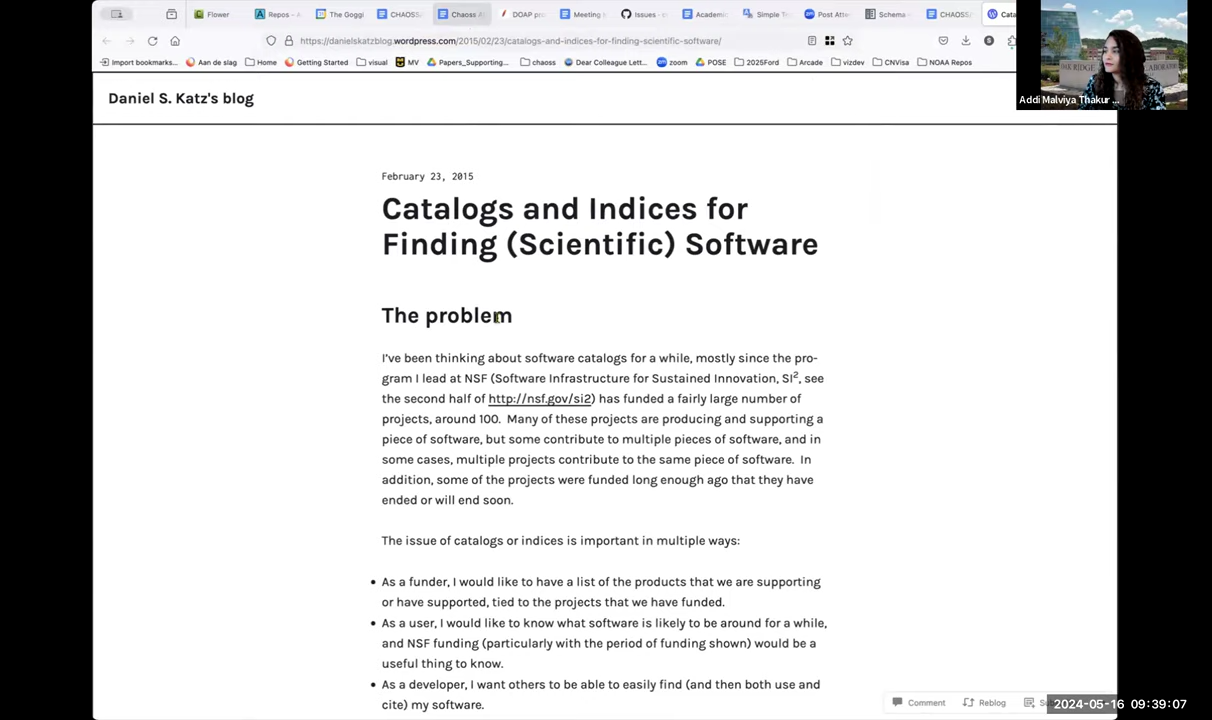 Flower
Repos - A
The Goggl
CHAOSS
Chaoss A
DOAP pro
Meeting
Issues -
Academic
Simple Te
Post Atte
Schema
CHAOSS
Cata
https://danielskatzblog.wordpress.com/2015/02/23/catalogs-and-indices-for-finding-scientific-software/
Import bookmarks...
Aan de slag
Home
Getting Started
visual
MV
Papers_Supporting...
chaoss
Dear Colleague Lett...
zoom
POSE
2025Ford
Arcade
vizdev
CNVisa
NOAA Repos
Addi Malviya Thakur ...
Daniel S. Katz's blog
February 23, 2015
Catalogs and Indices for
Finding (Scientific) Software
The problem
I've been thinking about software catalogs for a while, mostly since the pro-
gram I lead at NSF (Software Infrastructure for Sustained Innovation, SI², see
the second half of http://nsf.gov/si2) has funded a fairly large number of
projects, around 100. Many of these projects are producing and supporting a
piece of software, but some contribute to multiple pieces of software, and in
some cases, multiple projects contribute to the same piece of software. In
addition, some of the projects were funded long enough ago that they have
ended or will end soon.
The issue of catalogs or indices is important in multiple ways:
As a funder, I would like to have a list of the products that we are supporting
or have supported, tied to the projects that we have funded.
As a user, I would like to know what software is likely to be around for a while,
and NSF funding (particularly with the period of funding shown) would be a
useful thing to know.
As a developer, I want others to be able to easily find (and then both use and
cite) my software.
Comment
Reblog
2024-05-16 09:39:07